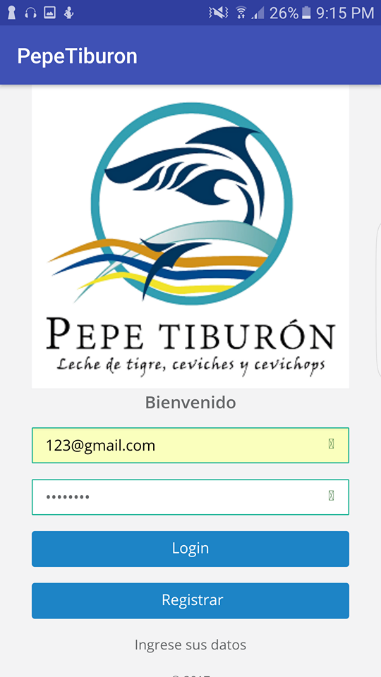 26% 9:15 PM
PepeTiburon
PEPE TIBURÓN
Leche de tigre, ceviches y cevichops
Bienvenido
123@gmail.com
••••••••
Login
Registrar
Ingrese sus datos